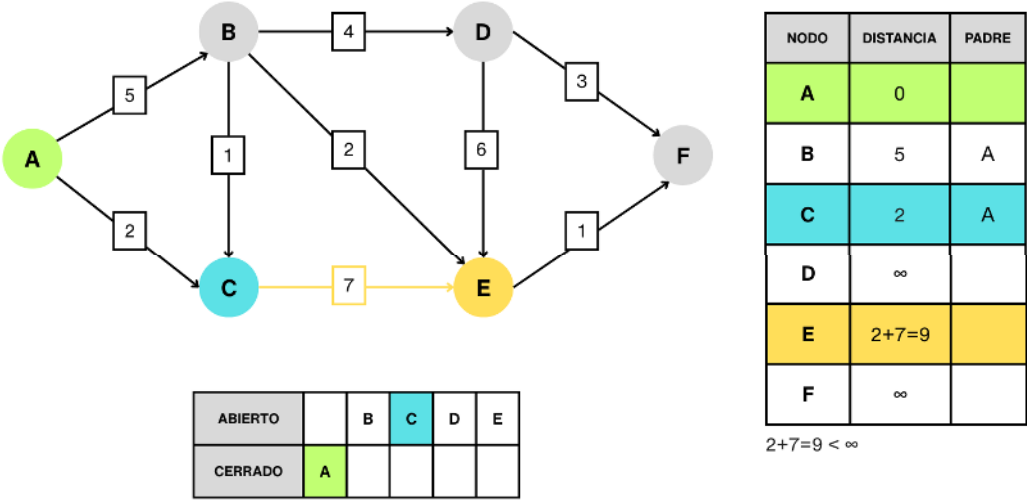 B 4 D
5 3
A 1 2 6 F
2 1
C 7 E
NODO DISTANCIA PADRE
A 0
B 5 A
C 2 A
D ∞
E 2+7=9
F ∞
2+7=9 < ∞
ABIERTO B C D E
CERRADO A